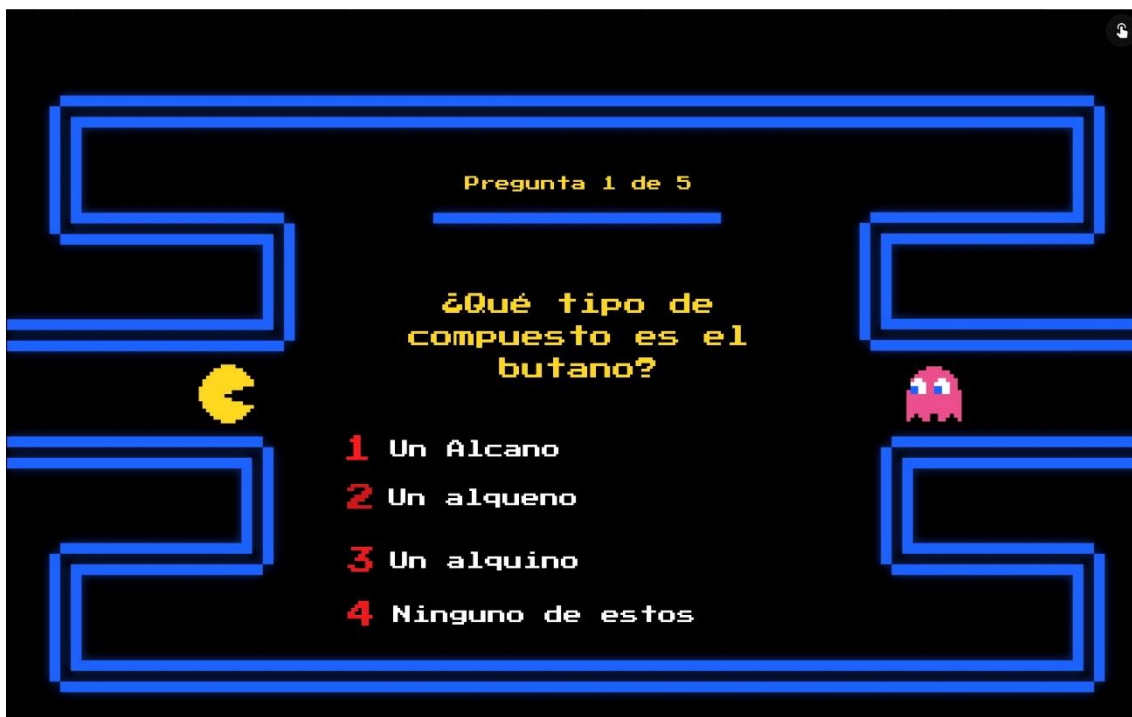 Pregunta 1 de 5
¿Qué tipo de
compuesto es el
butano?
1 Un Alcano
2 Un alqueno
3 Un alquino
4 Ninguno de estos